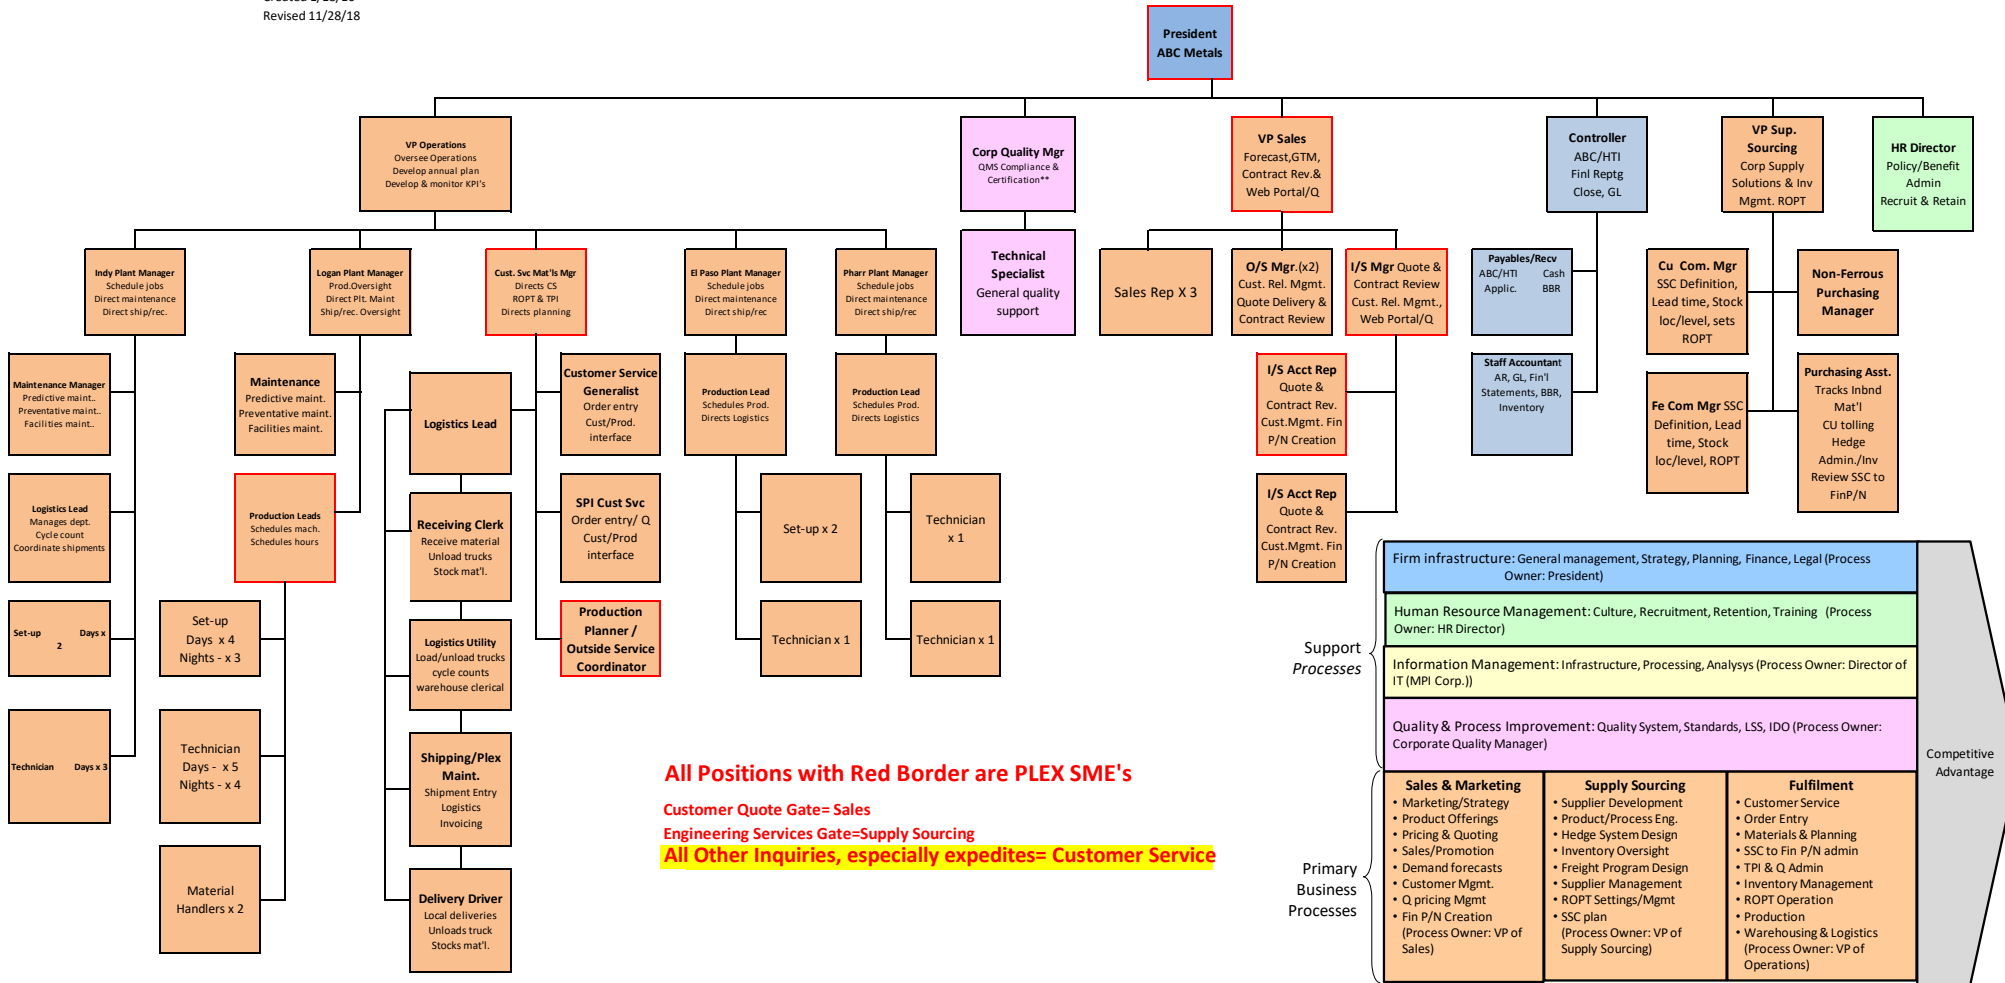 Revised 11/28/18
President
ABC Metals
VP Operations
Oversee Operations
Develop annual plan
Develop & monitor KPI's
Corp Quality Mgr
QMS Compliance &
Certification**
VP Sales
Forecast,GTM,
Contract Rev.&
Web Portal/Q
Controller
ABC/HTI
Finl Reptg
Close, GL
VP Sup.
Sourcing
Corp Supply
Solutions & Inv
Mgmt. ROPT
HR Director
Policy/Benefit
Admin
Recruit & Retain
Indy Plant Manager
Schedule jobs
Direct maintenance
Direct ship/rec.
Logan Plant Manager
Prod.Oversight
Direct Plt. Maint
Ship/rec. Oversight
Cust. Svc Mat'ls Mgr
Directs CS
ROPT & TPI
Directs planning
El Paso Plant Manager
Schedule jobs
Direct maintenance
Direct ship/rec
Pharr Plant Manager
Schedule jobs
Direct maintenance
Direct ship/rec
Technical
Specialist
General quality
support
Sales Rep X 3
O/S Mgr.(x2)
Cust. Rel. Mgmt.
Quote Delivery &
Contract Review
I/S Mgr Quote &
Contract Review
Cust. Rel. Mgmt.,
Web Portal/Q
Payables/Recv
ABC/HTI Cash
Applic. BBR
Cu Com. Mgr
SSC Definition,
Lead time, Stock
loc/level, sets
ROPT
Non-Ferrous
Purchasing
Manager
Maintenance Manager
Predictive maint..
Preventative maint..
Facilities maint..
Maintenance
Predictive maint.
Preventative maint.
Facilities maint.
Logistics Lead
Customer Service
Generalist
Order entry
Cust/Prod.
interface
Production Lead
Schedules Prod.
Directs Logistics
Production Lead
Schedules Prod.
Directs Logistics
I/S Acct Rep
Quote &
Contract Rev.
Cust.Mgmt. Fin
P/N Creation
Staff Accountant
AR, GL, Fin'l
Statements, BBR,
Inventory
Fe Com Mgr SSC
Definition, Lead
time, Stock
loc/level, ROPT
Purchasing Asst.
Tracks Inbnd
Mat'l
CU tolling
Hedge
Admin./Inv
Review SSC to
FinP/N
Logistics Lead
Manages dept.
Cycle count
Coordinate shipments
Production Leads
Schedules mach.
Schedules hours
Receiving Clerk
Receive material
Unload trucks
Stock mat'l.
SPI Cust Svc
Order entry/ Q
Cust/Prod
interface
Set-up x 2
Technician
x 1
I/S Acct Rep
Quote &
Contract Rev.
Cust.Mgmt. Fin
P/N Creation
Set-up Days x
2
Set-up
Days x 4
Nights - x 3
Logistics Utility
Load/unload trucks
cycle counts
warehouse clerical
Production
Planner /
Outside Service
Coordinator
Technician x 1
Technician x 1
Technician Days x 3
Technician
Days - x 5
Nights - x 4
Shipping/Plex
Maint.
Shipment Entry
Logistics
Invoicing
Material
Handlers x 2
Delivery Driver
Local deliveries
Unloads truck
Stocks mat'l.
All Positions with Red Border are PLEX SME's
Customer Quote Gate= Sales
Engineering Services Gate=Supply Sourcing
All Other Inquiries, especially expedites= Customer Service
Support
Processes
Firm infrastructure: General management, Strategy, Planning, Finance, Legal (Process
Owner: President)
Human Resource Management: Culture, Recruitment, Retention, Training (Process
Owner: HR Director)
Information Management: Infrastructure, Processing, Analysys (Process Owner: Director of
IT (MPI Corp.))
Quality & Process Improvement: Quality System, Standards, LSS, IDO (Process Owner:
Corporate Quality Manager)
Competitive
Advantage
Primary
Business
Processes
Sales & Marketing
• Marketing/Strategy
• Product Offerings
• Pricing & Quoting
• Sales/Promotion
• Demand forecasts
• Customer Mgmt.
• Q pricing Mgmt
• Fin P/N Creation
(Process Owner: VP of
Sales)
Supply Sourcing
• Supplier Development
• Product/Process Eng.
• Hedge System Design
• Inventory Oversight
• Freight Program Design
• Supplier Management
• ROPT Settings/Mgmt
• SSC plan
(Process Owner: VP of
Supply Sourcing)
Fulfilment
• Customer Service
• Order Entry
• Materials & Planning
• SSC to Fin P/N admin
• TPI & Q Admin
• Inventory Management
• ROPT Operation
• Production
• Warehousing & Logistics
(Process Owner: VP of
Operations)